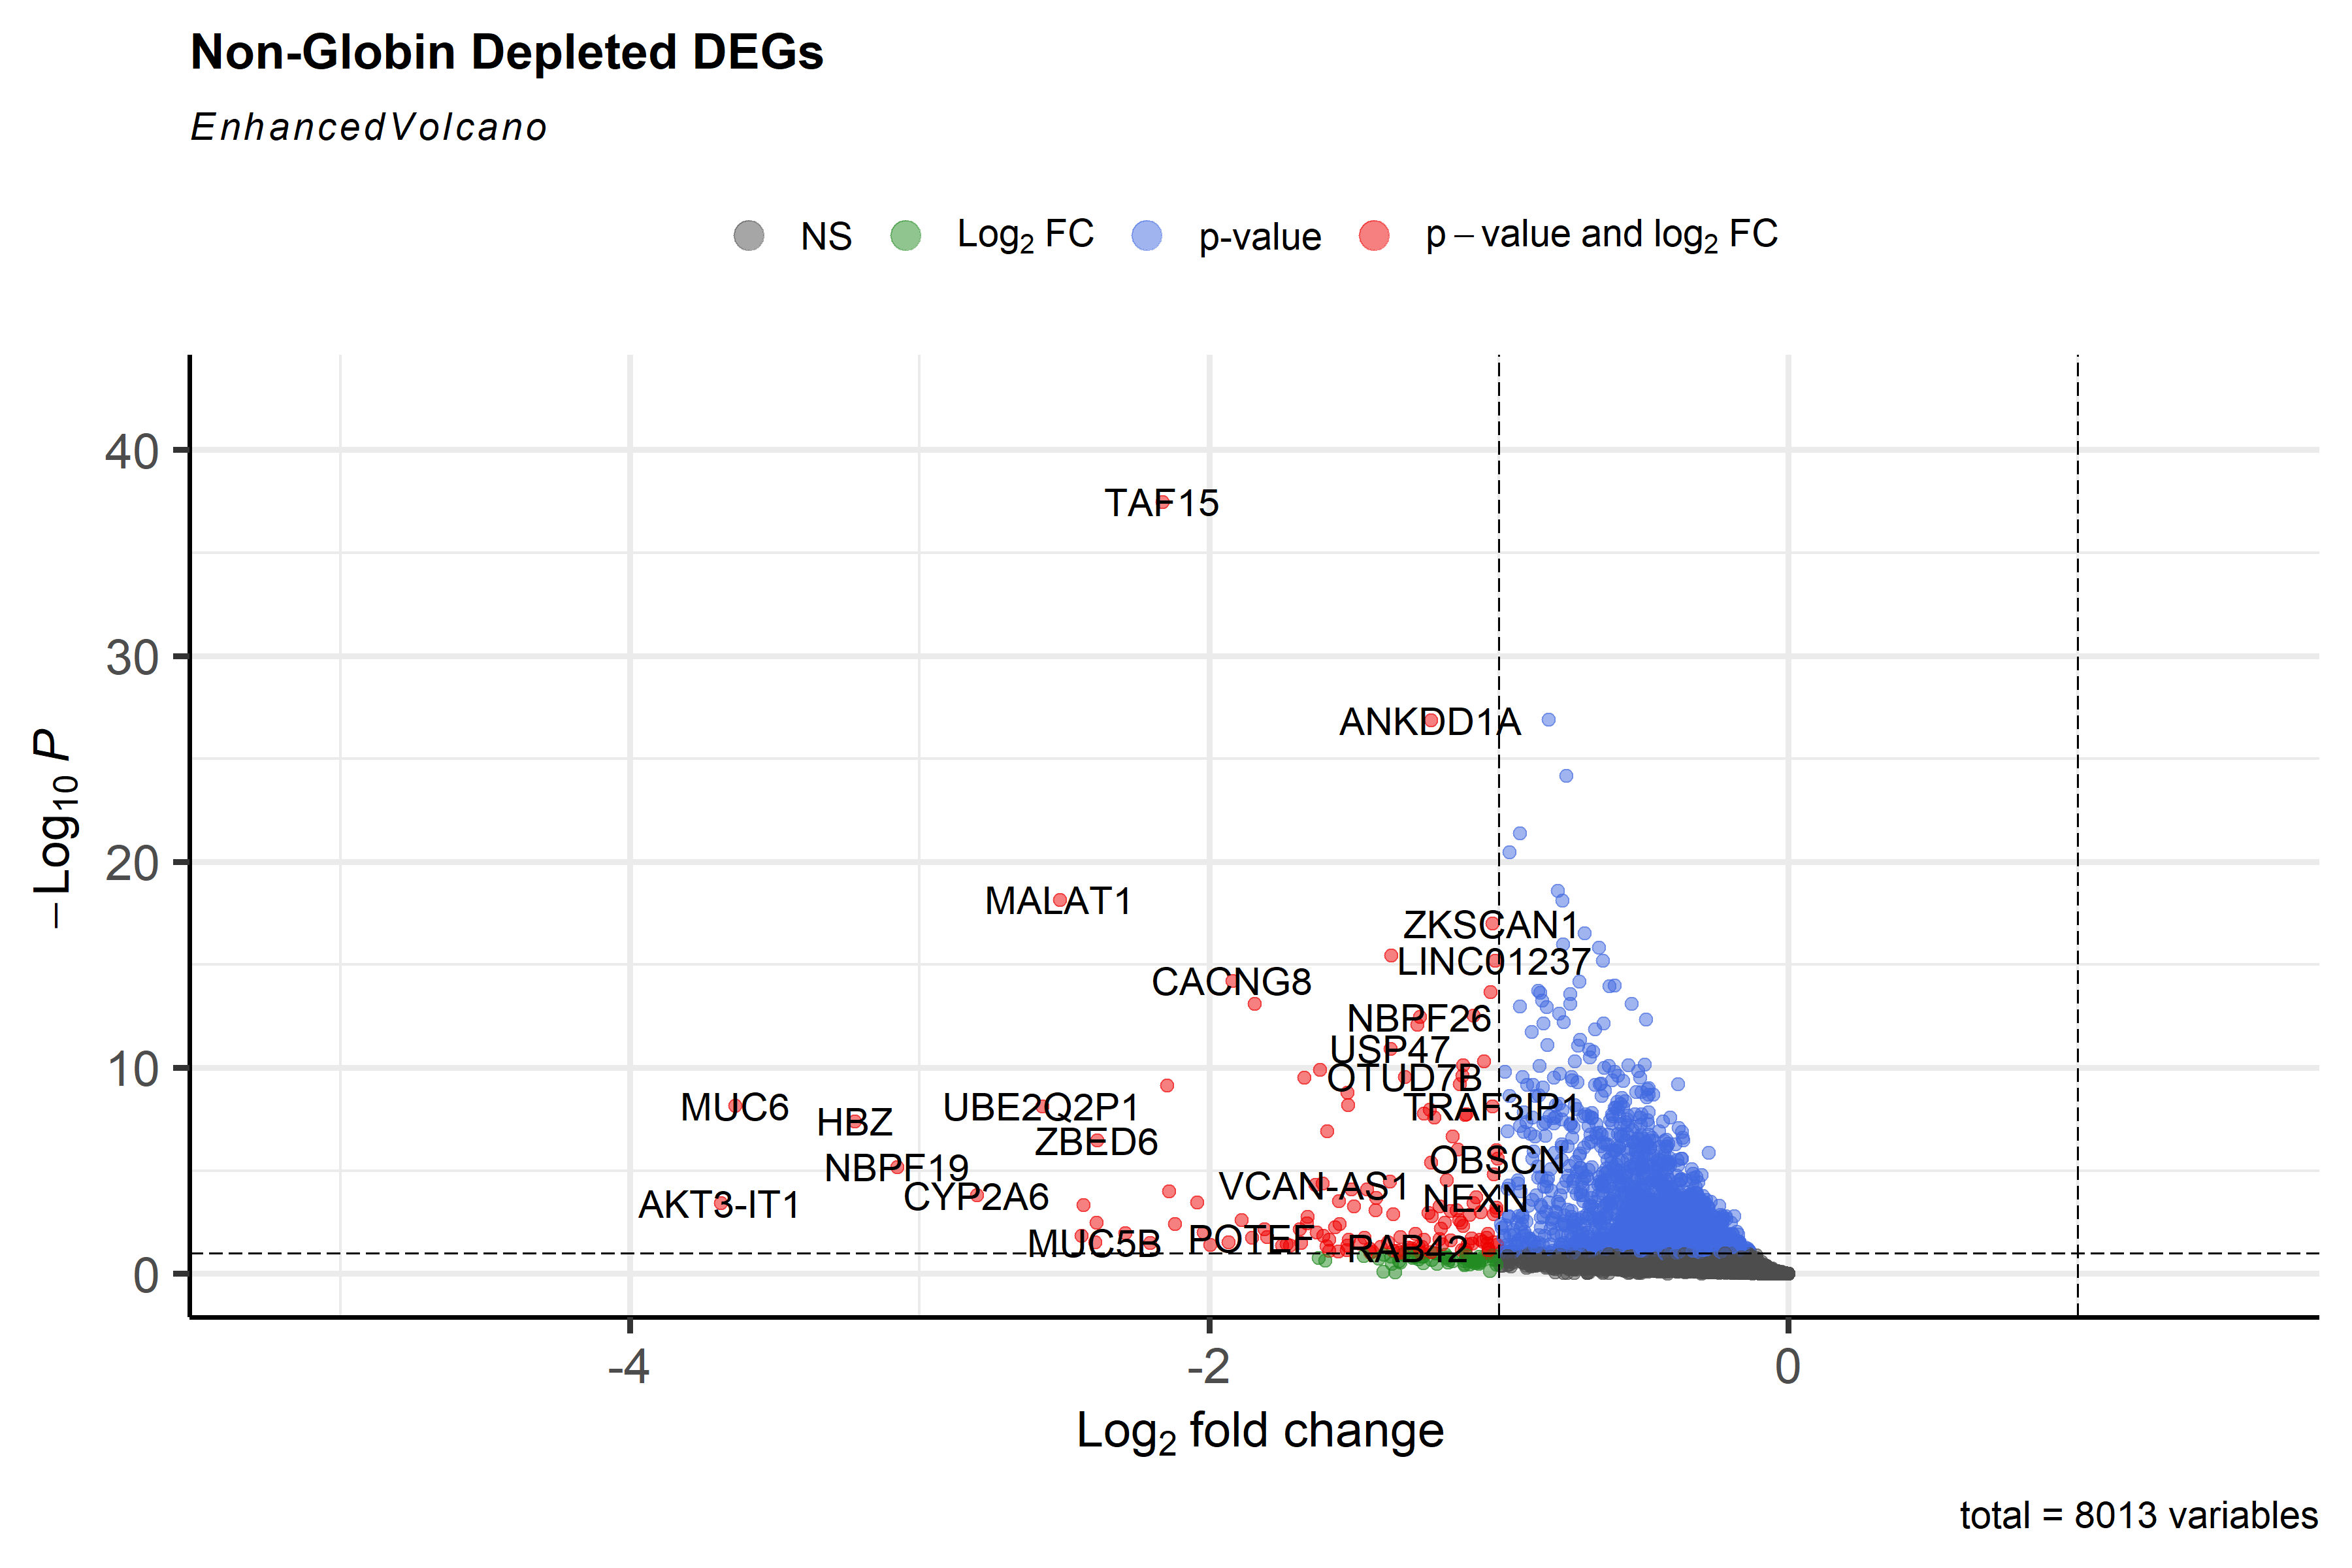 Non-Globin Depleted DEGs
EnhancedVolcano
NS Log₂ FC p-value p – value and log₂ FC
–Log₁₀ P
40
30
20
10
0
TAF15
ANKDD1A
MALAT1
ZKSCAN1
LINC01237
CACNG8
NBPF26
USP47
OTUD7B
MUC6
UBE2Q2P1
TRAF3IP1
HBZ
ZBED6
OBSCN
NBPF19
VCAN-AS1
CYP2A6
NEXN
AKT3-IT1
MUC5B
POTEF
RAB42
-4 -2 0
Log₂ fold change
total = 8013 variables